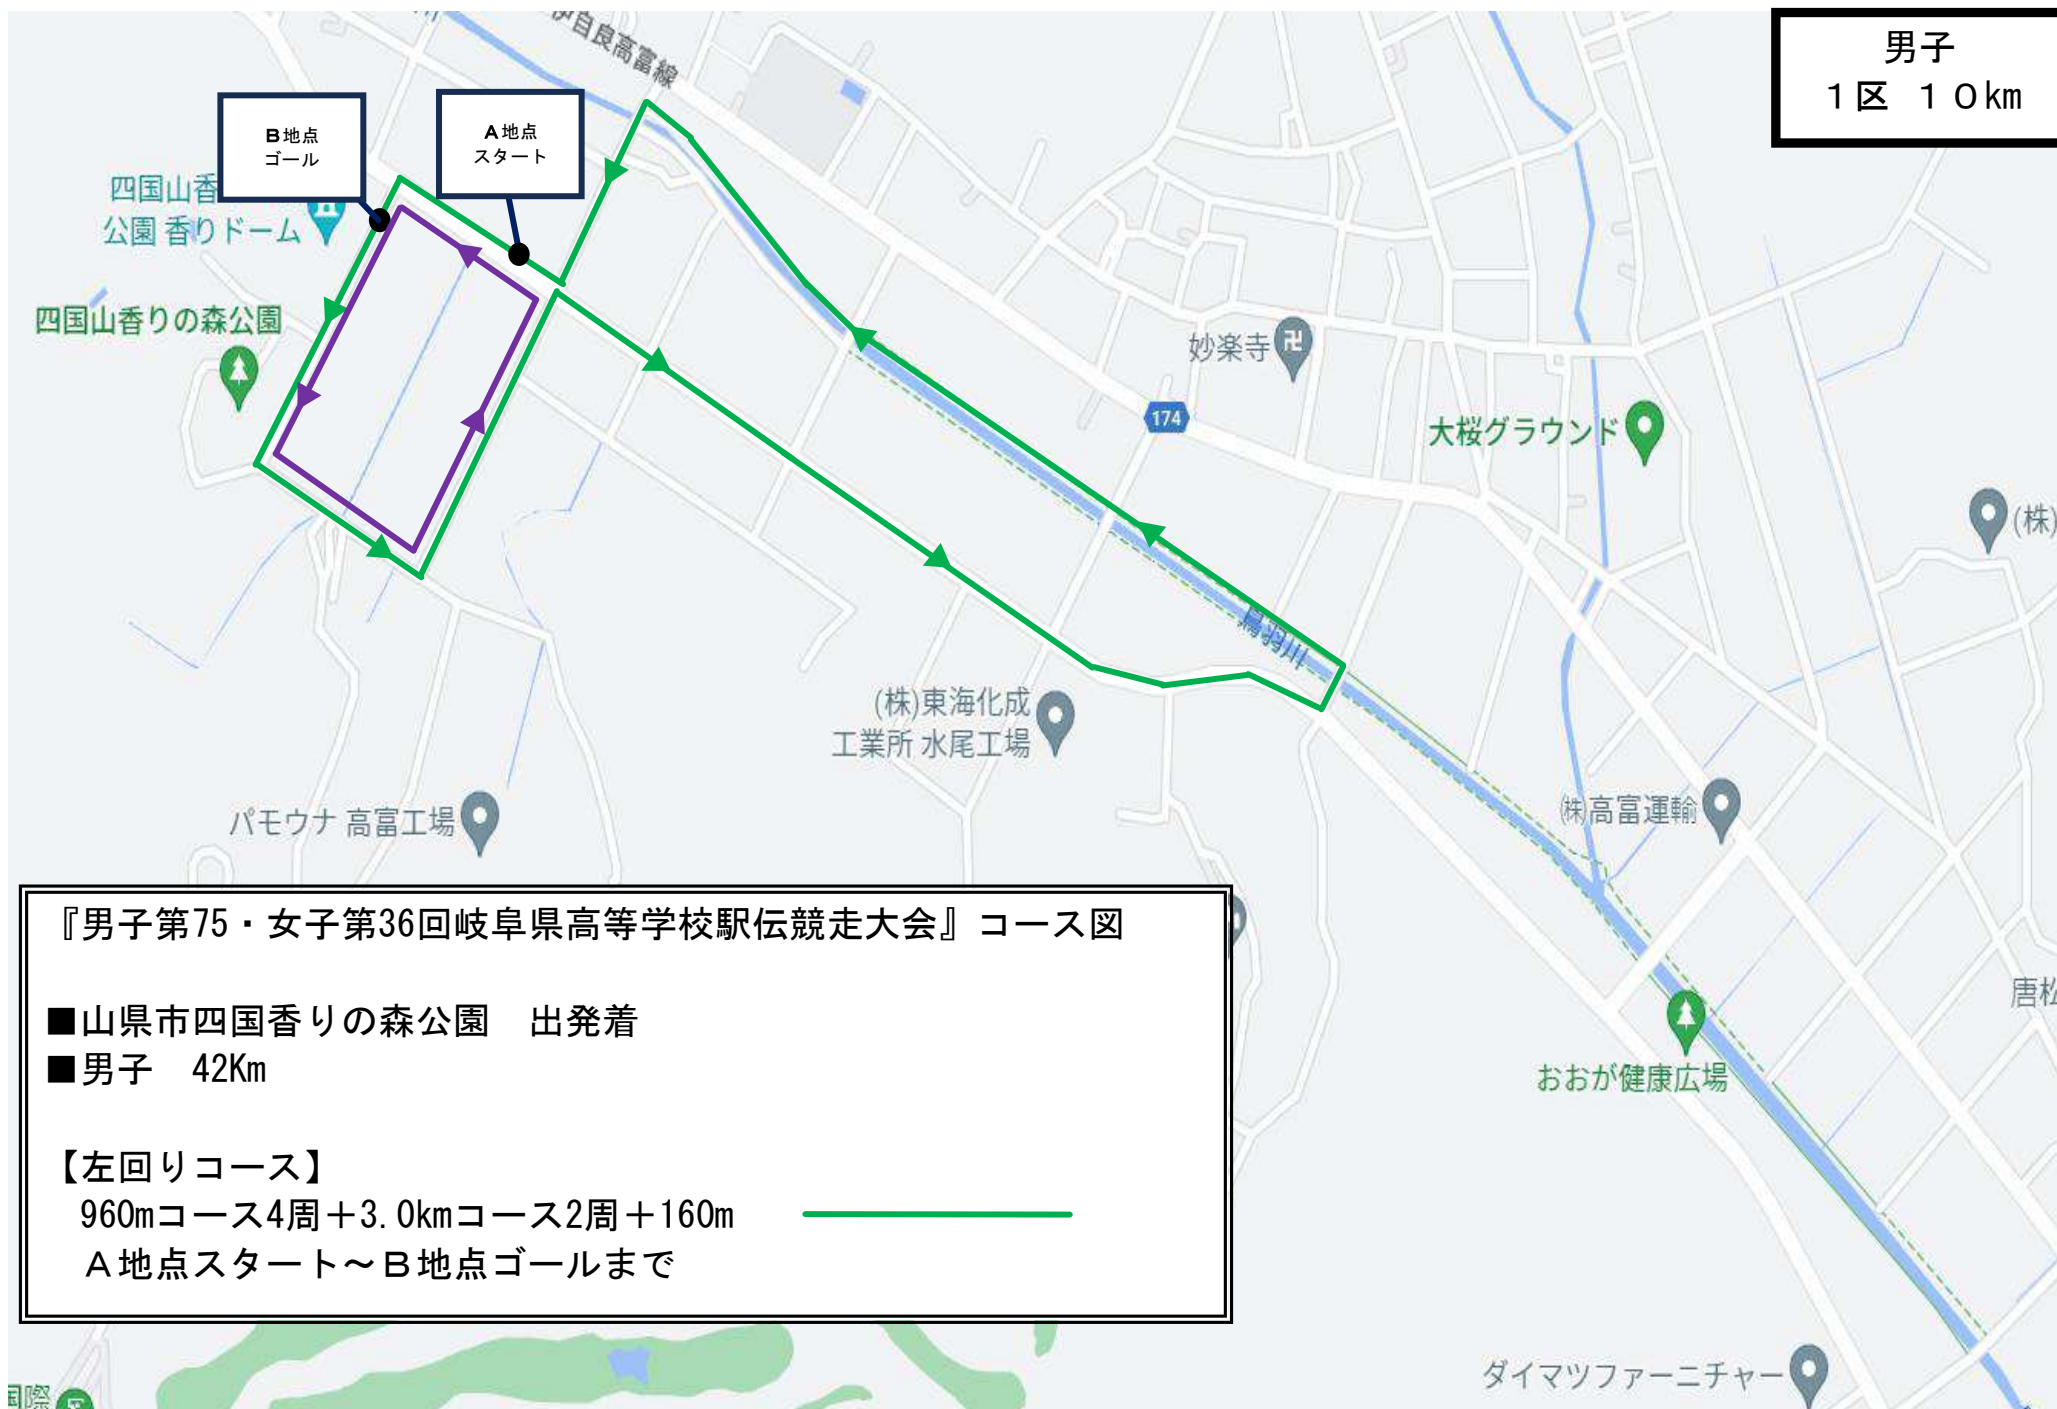 伊自良高富線
男子
1区 10km
B地点
ゴール
A地点
スタート
四国山香
公園 香りドーム
四国山香りの森公園
妙楽寺
174
大桜グラウンド
(株)
鳥羽川
(株)東海化成
工業所 水尾工場
パモウナ 高富工場
㈱高富運輸
唐松
おおが健康広場
『男子第75・女子第36回岐阜県高等学校駅伝競走大会』コース図
■山県市四国香りの森公園　出発着
■男子　42Km
【左回りコース】
960mコース4周＋3.0kmコース2周＋160m
A地点スタート～B地点ゴールまで
ダイマツファーニチャー
国際